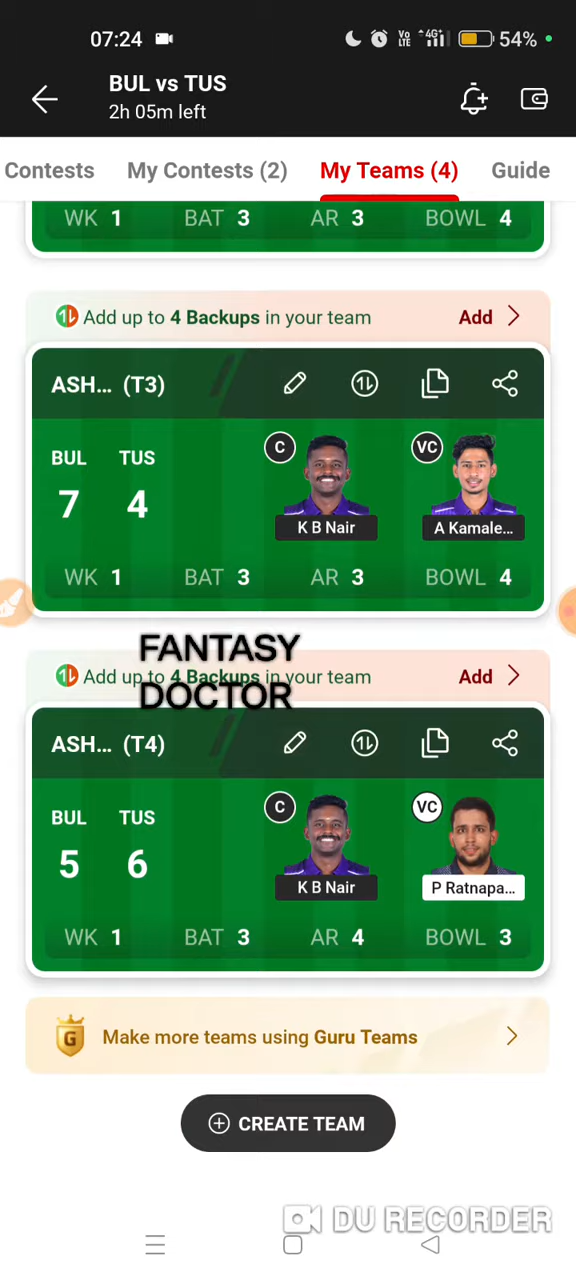 07:24 Vo LTE 4G 54%
BUL vs TUS
2h 05m left
Contests My Contests (2) My Teams (4) Guide
WK 1 BAT 3 AR 3 BOWL 4
Add up to 4 Backups in your team Add
ASH... (T3)
C VC
BUL TUS
7 4
K B Nair A Kamale...
WK 1 BAT 3 AR 3 BOWL 4
FANTASY
Add up to 4 Backups in your team Add
DOCTOR
ASH... (T4)
C VC
BUL TUS
5 6
K B Nair P Ratnapa...
WK 1 BAT 3 AR 4 BOWL 3
G Make more teams using Guru Teams
CREATE TEAM
DU RECORDER